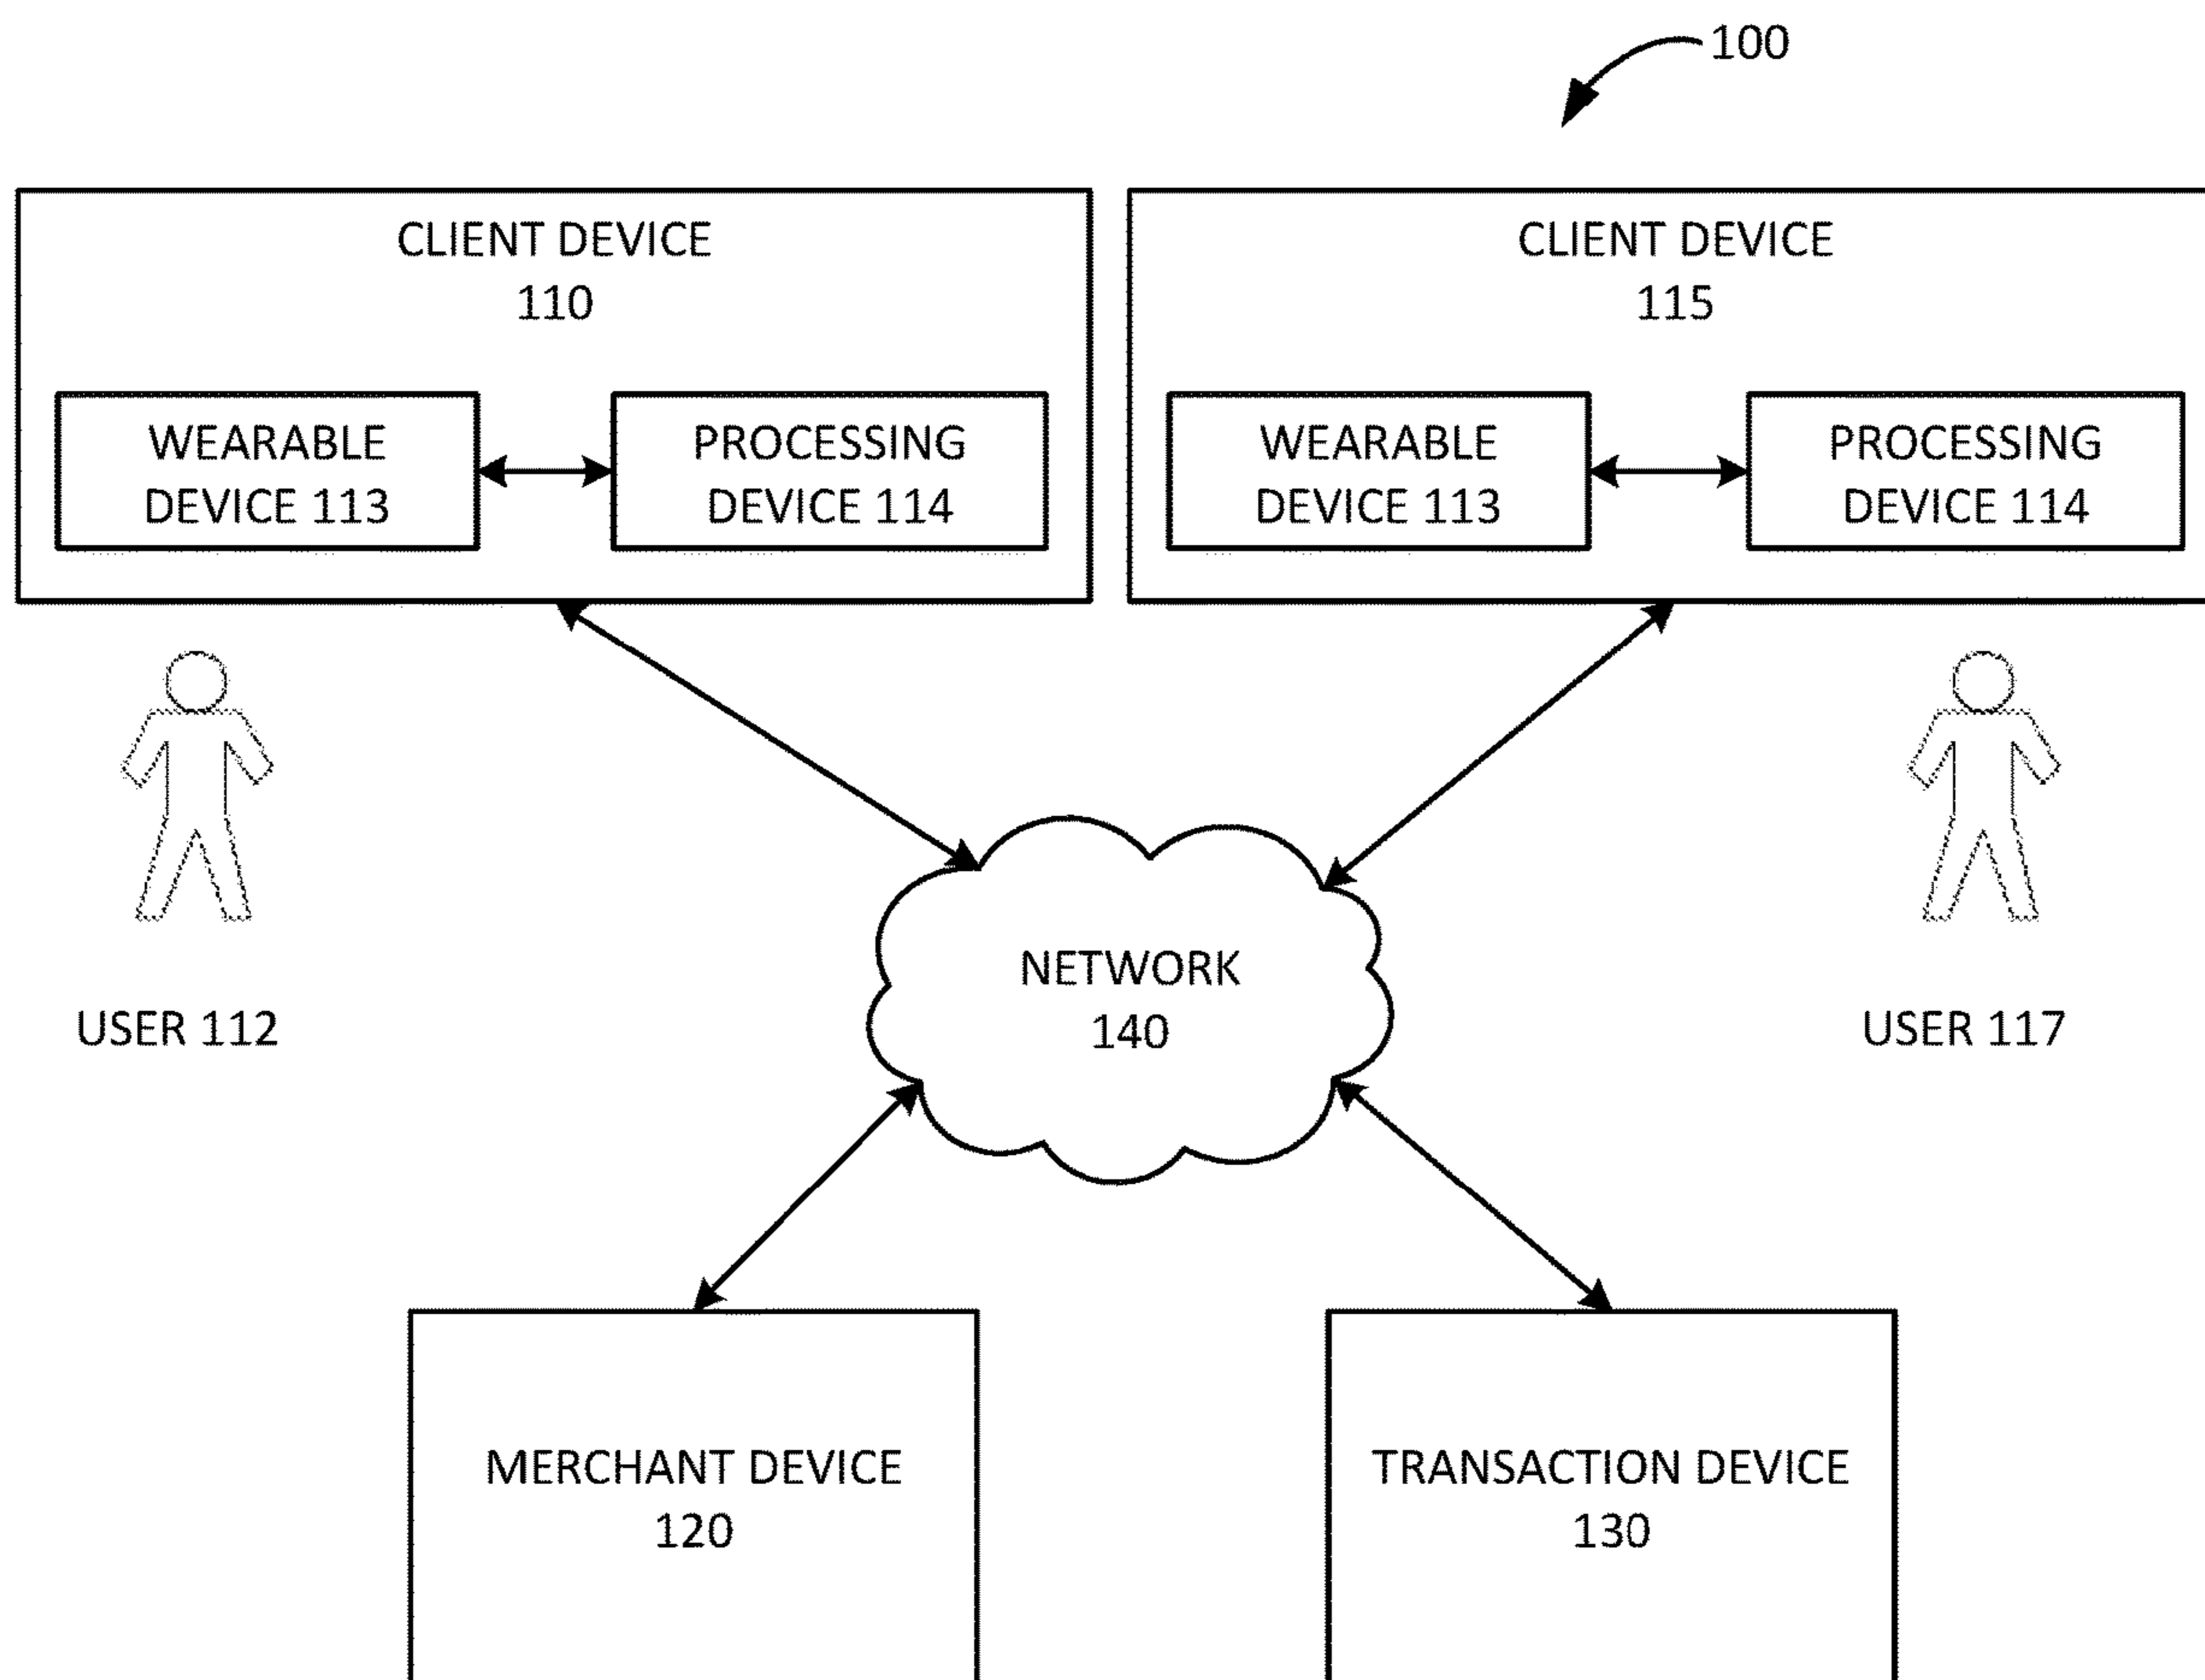 100
CLIENT DEVICE
110
CLIENT DEVICE
115
WEARABLE
DEVICE 113
PROCESSING
DEVICE 114
WEARABLE
DEVICE 113
PROCESSING
DEVICE 114
NETWORK
140
USER 112
USER 117
MERCHANT DEVICE
120
TRANSACTION DEVICE
130